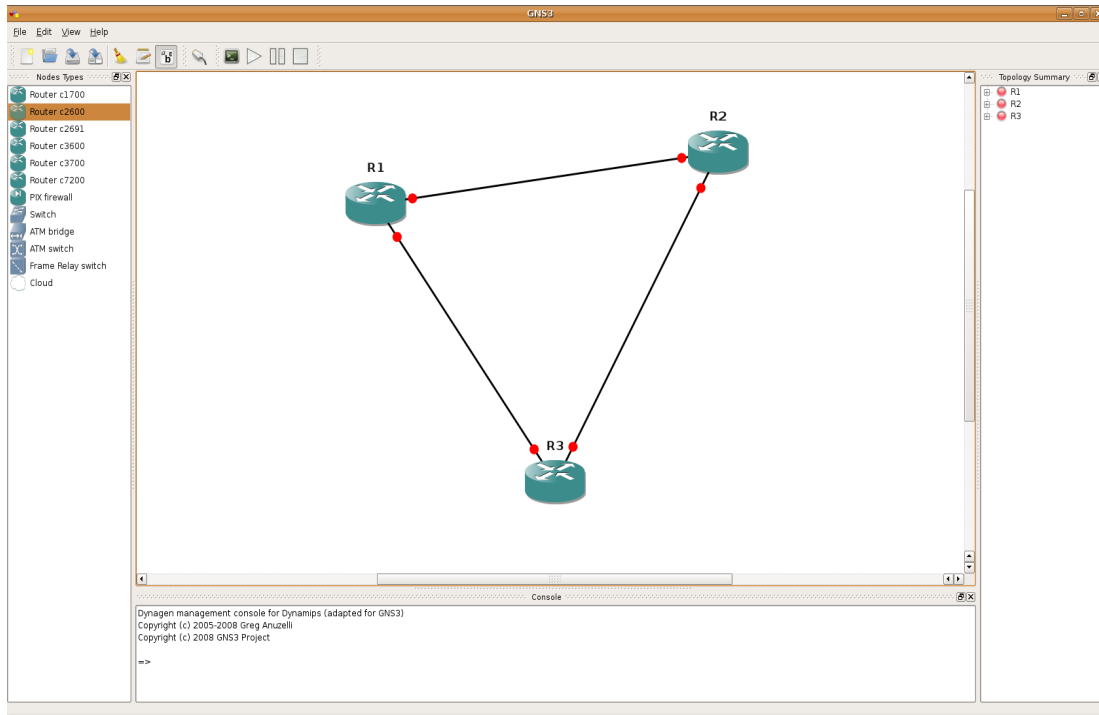 GNS3
File Edit View Help
Nodes Types
Router c1700
Router c2600
Router c2691
Router c3600
Router c3700
Router c7200
PIX firewall
Switch
ATM bridge
ATM switch
Frame Relay switch
Cloud
R1
R2
R3
Topology Summary
R1
R2
R3
Console
Dynagen management console for Dynamips (adapted for GNS3)
Copyright (c) 2005-2008 Greg Anuzelli
Copyright (c) 2008 GNS3 Project
=>